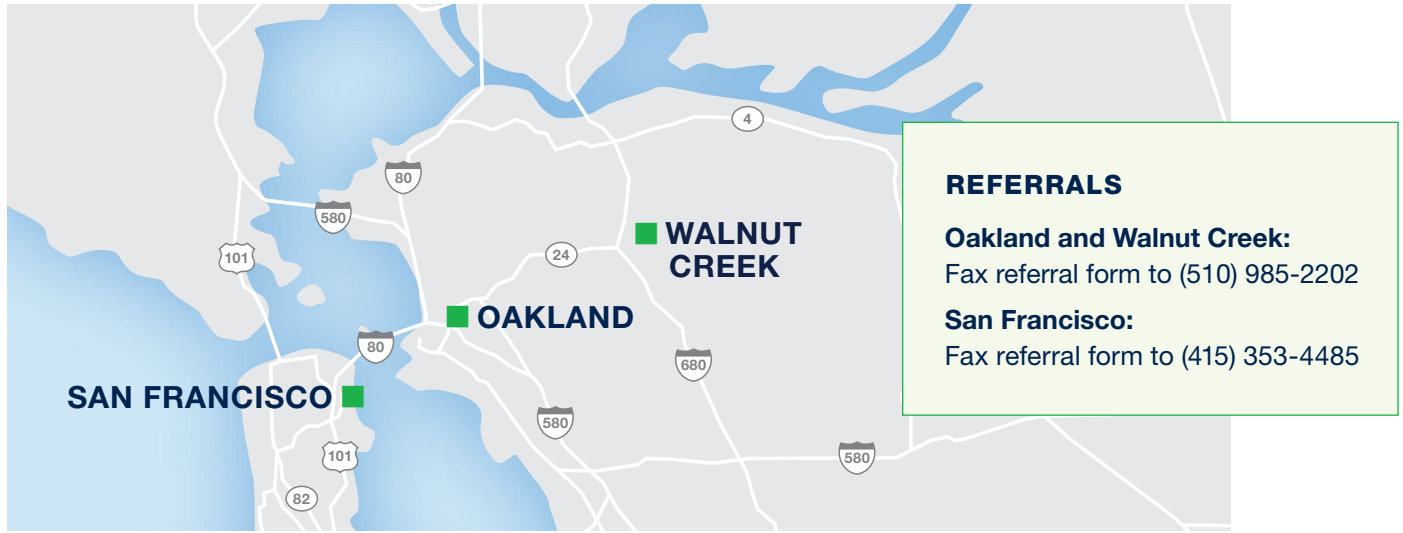 4
80
REFERRALS
580
WALNUT
CREEK
Oakland and Walnut Creek:
101
24
Fax referral form to (510) 985-2202
OAKLAND
San Francisco:
80
Fax referral form to (415) 353-4485
680
SAN FRANCISCO
580
101
580
82